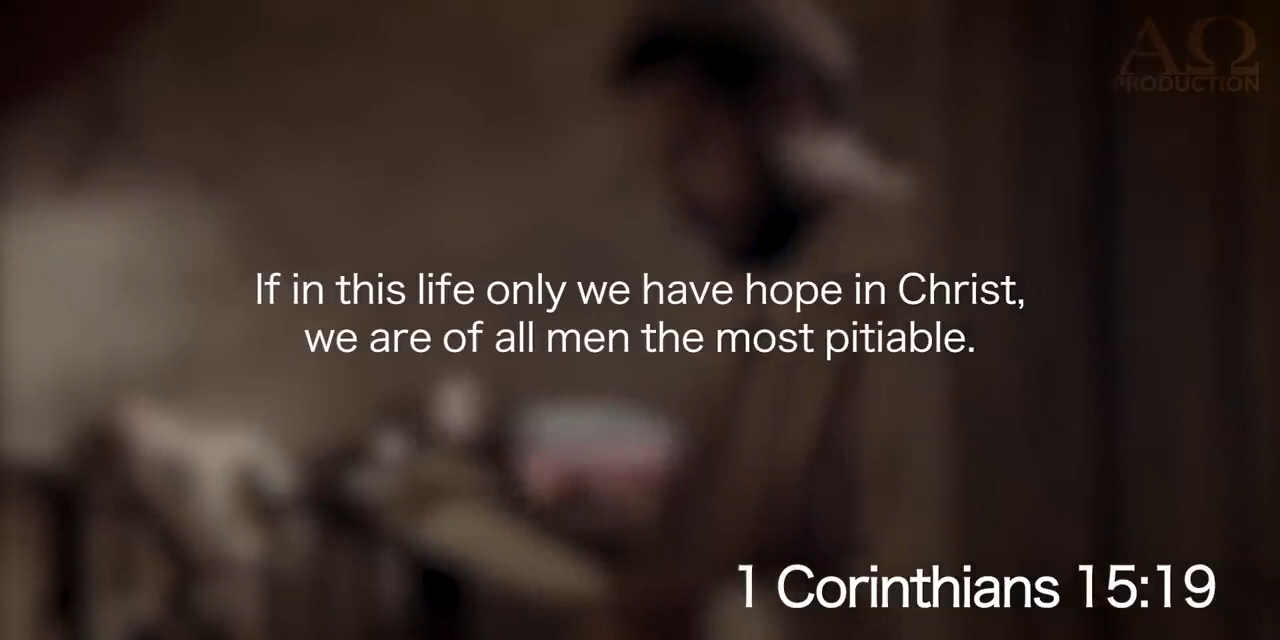 ΑΩ
PRODUCTION
If in this life only we have hope in Christ,
we are of all men the most pitiable.
1 Corinthians 15:19